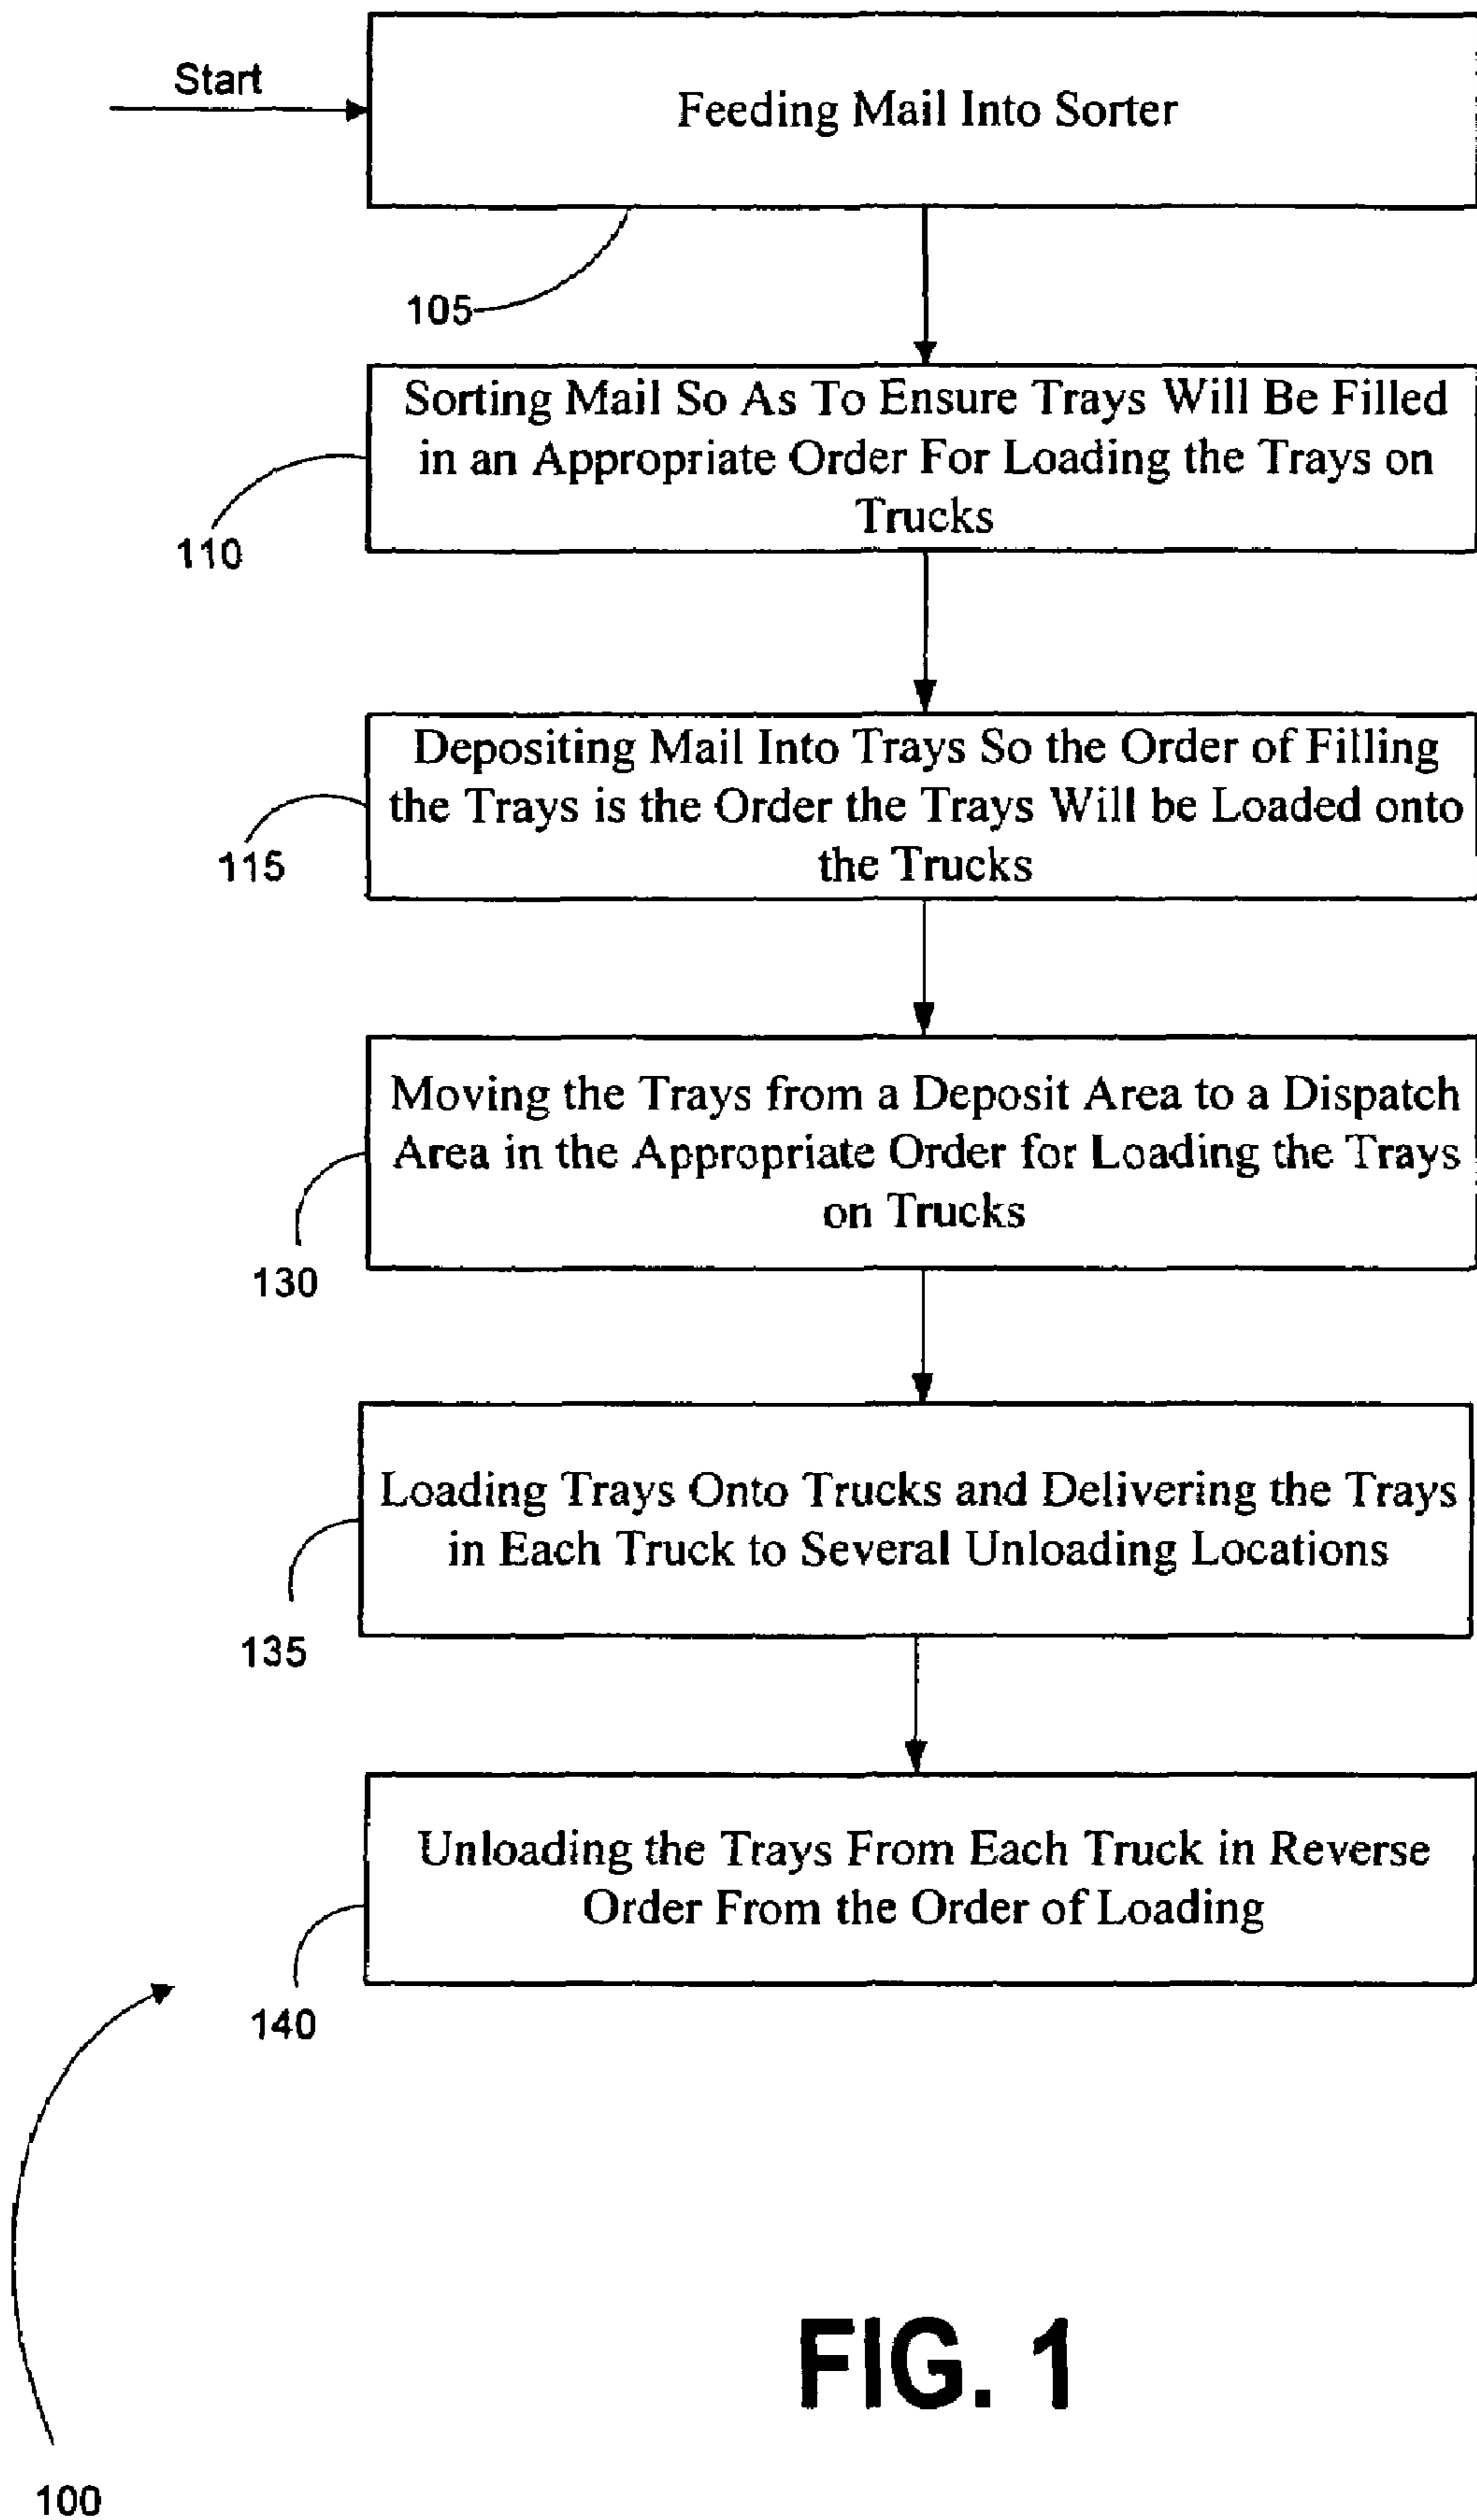 Start
Feeding Mail Into Sorter
105
Sorting Mail So As To Ensure Trays Will Be Filled
in an Appropriate Order For Loading the Trays on
Trucks
110
Depositing Mail Into Trays So the Order of Filling
the Trays is the Order the Trays Will be Loaded onto
the Trucks
115
Moving the Trays from a Deposit Area to a Dispatch
Area in the Appropriate Order for Loading the Trays
on Trucks
130
Loading Trays Onto Trucks and Delivering the Trays
in Each Truck to Several Unloading Locations
135
Unloading the Trays From Each Truck in Reverse
Order From the Order of Loading
140
FIG. 1
100